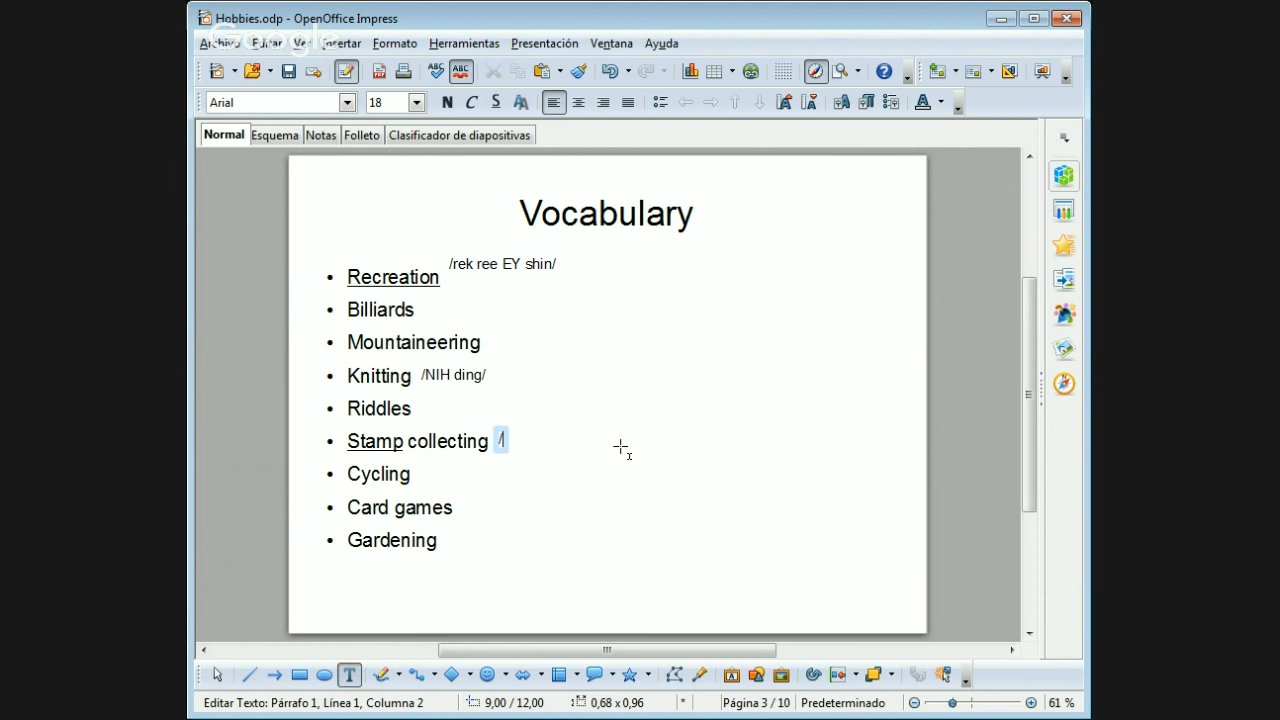 Hobbies.odp - OpenOffice Impress
Google
Archivo Editar Ver Insertar Formato Herramientas Presentación Ventana Ayuda
ABC ABC
Arial 18 N C S
Normal Esquema Notas Folleto Clasificador de diapositivas
Vocabulary
• Recreation /rek ree EY shin/
• Billiards
• Mountaineering
• Knitting /NIH ding/
• Riddles
• Stamp collecting /
• Cycling
• Card games
• Gardening
Editar Texto: Párrafo 1, Línea 1, Columna 2 9,00 / 12,00 0,68 x 0,96 * Página 3 / 10 Predeterminado 61 %